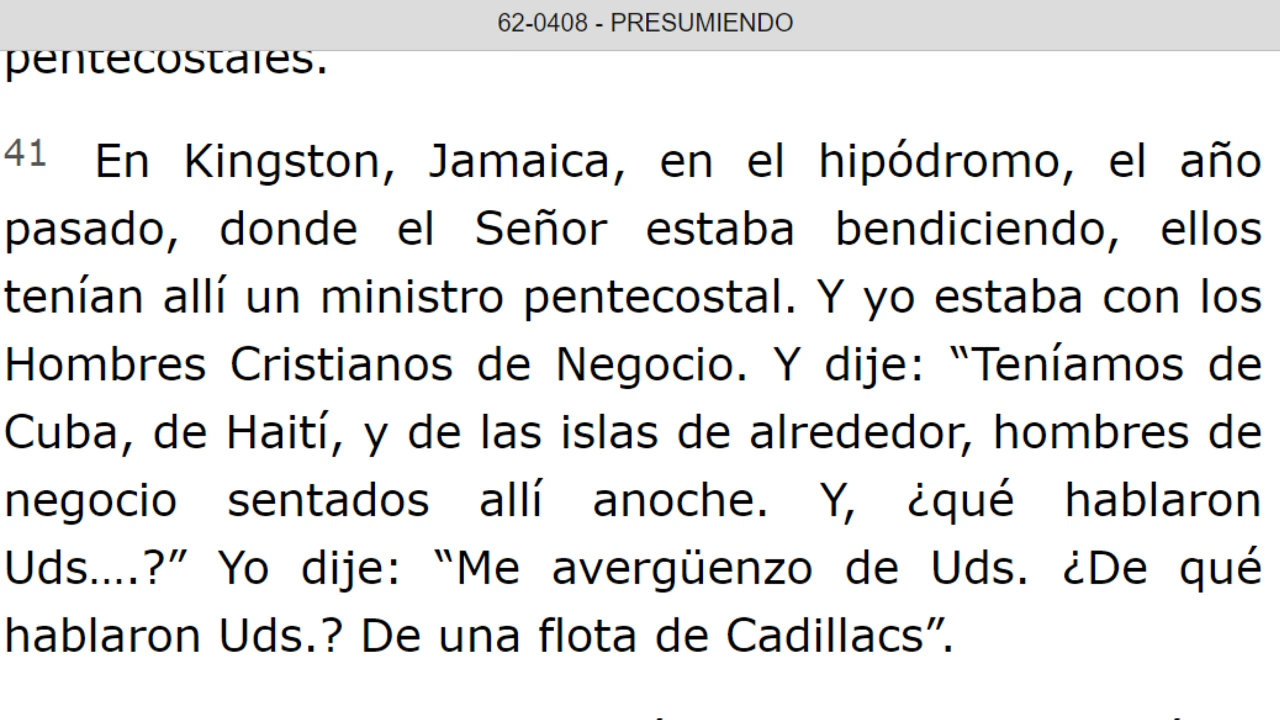 62-0408 - PRESUMIENDO
pentecostales.
41 En Kingston, Jamaica, en el hipódromo, el año
pasado, donde el Señor estaba bendiciendo, ellos
tenían allí un ministro pentecostal. Y yo estaba con los
Hombres Cristianos de Negocio. Y dije: “Teníamos de
Cuba, de Haití, y de las islas de alrededor, hombres de
negocio sentados allí anoche. Y, ¿qué hablaron
Uds….?” Yo dije: “Me avergüenzo de Uds. ¿De qué
hablaron Uds.? De una flota de Cadillacs”.